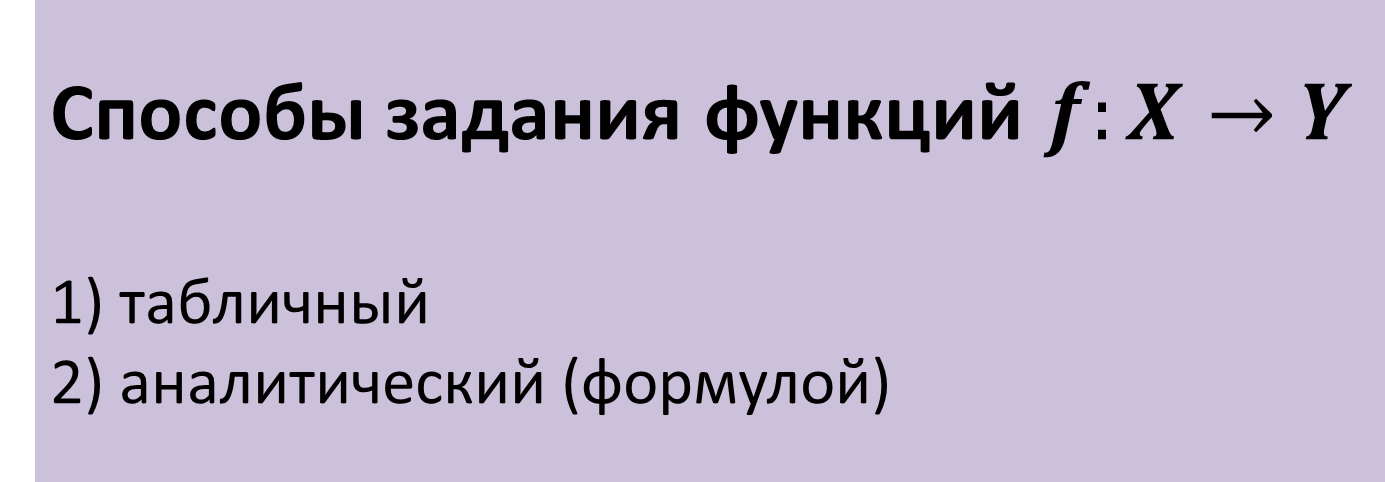 Способы задания функций f: X → Y
1) табличный
2) аналитический (формулой)